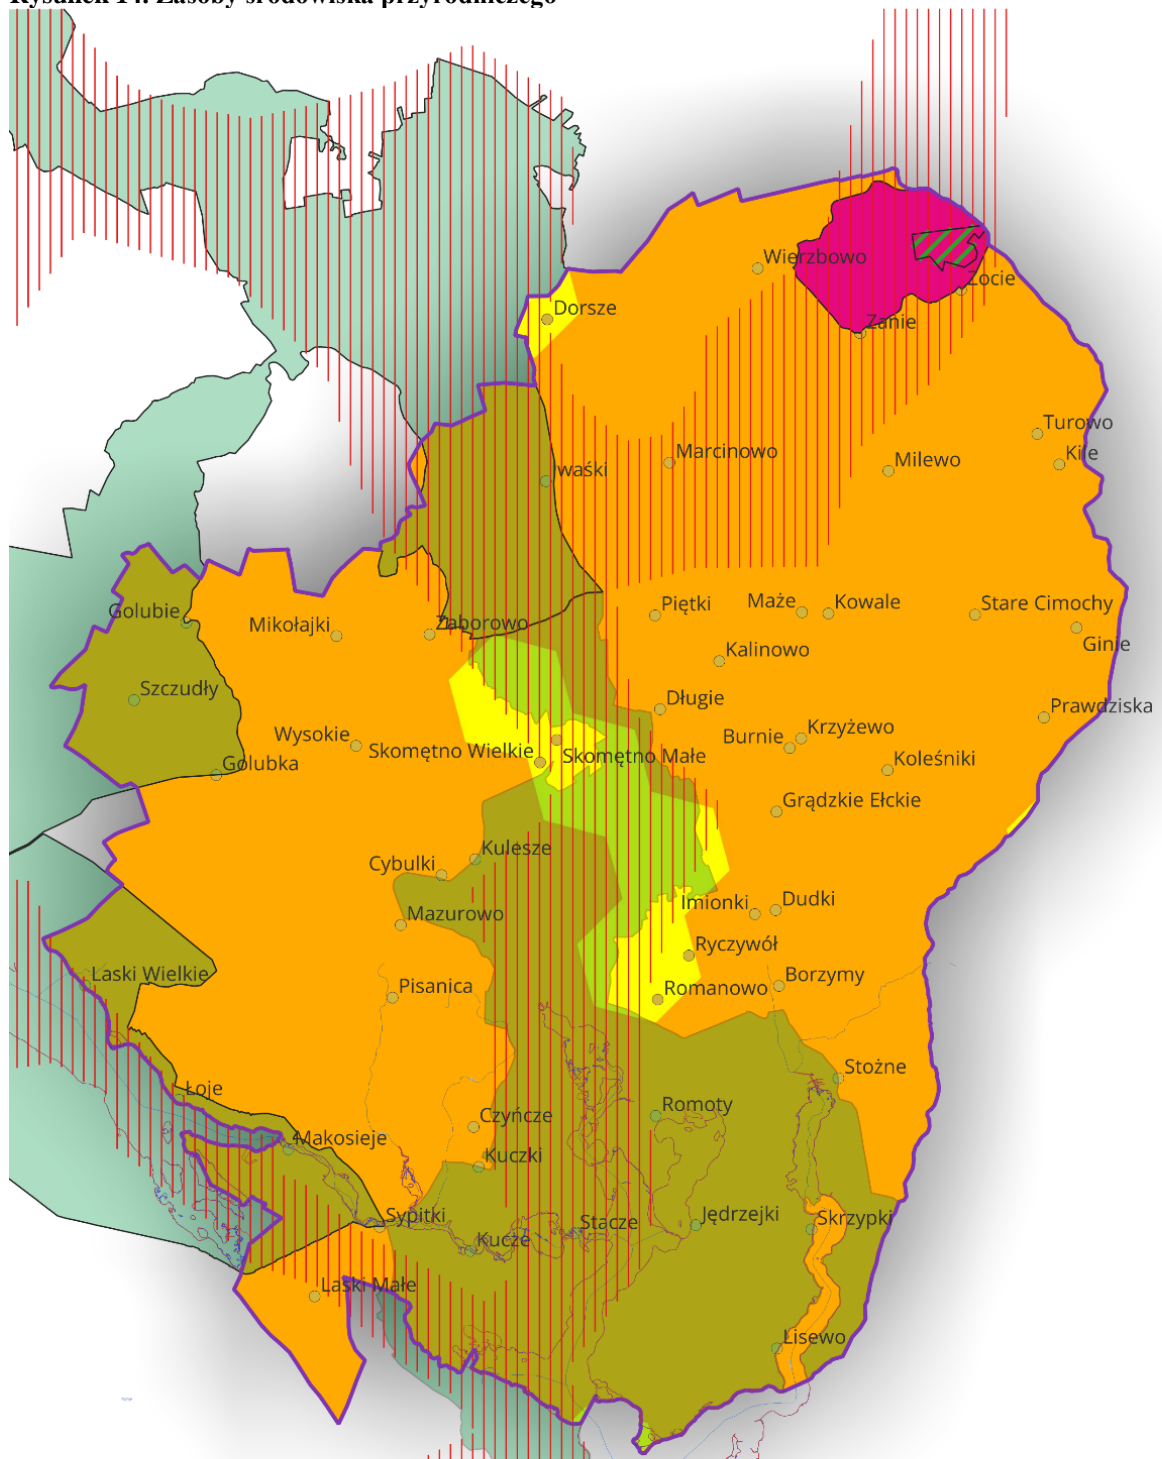 Rysunek 14. Zasoby środowiska przyrodniczego
Wierzbowo
Zocie
Dorsze
Żanie
Turowo
Kile
Marcinowo
Milewo
Iwaśki
Golubie
Mikołajki
Zaborowo
Piętki
Maże
Kowale
Stare Cimochy
Ginie
Kalinowo
Szczudły
Długie
Prawdziska
Wysokie
Skomętno Wielkie
Skomętno Małe
Burnie
Krzyżewo
Golubka
Koleśniki
Grądzkie Ełckie
Kulesze
Cybulki
Imionki
Dudki
Mazurowo
Ryczywół
Laski Wielkie
Pisanica
Romanowo
Borzymy
Stożne
Łoje
Czyńcze
Romoty
Makosieje
Kuczki
Sypitki
Stacze
Jędrzejki
Skrzypki
Kucze
Laski Małe
Lisewo